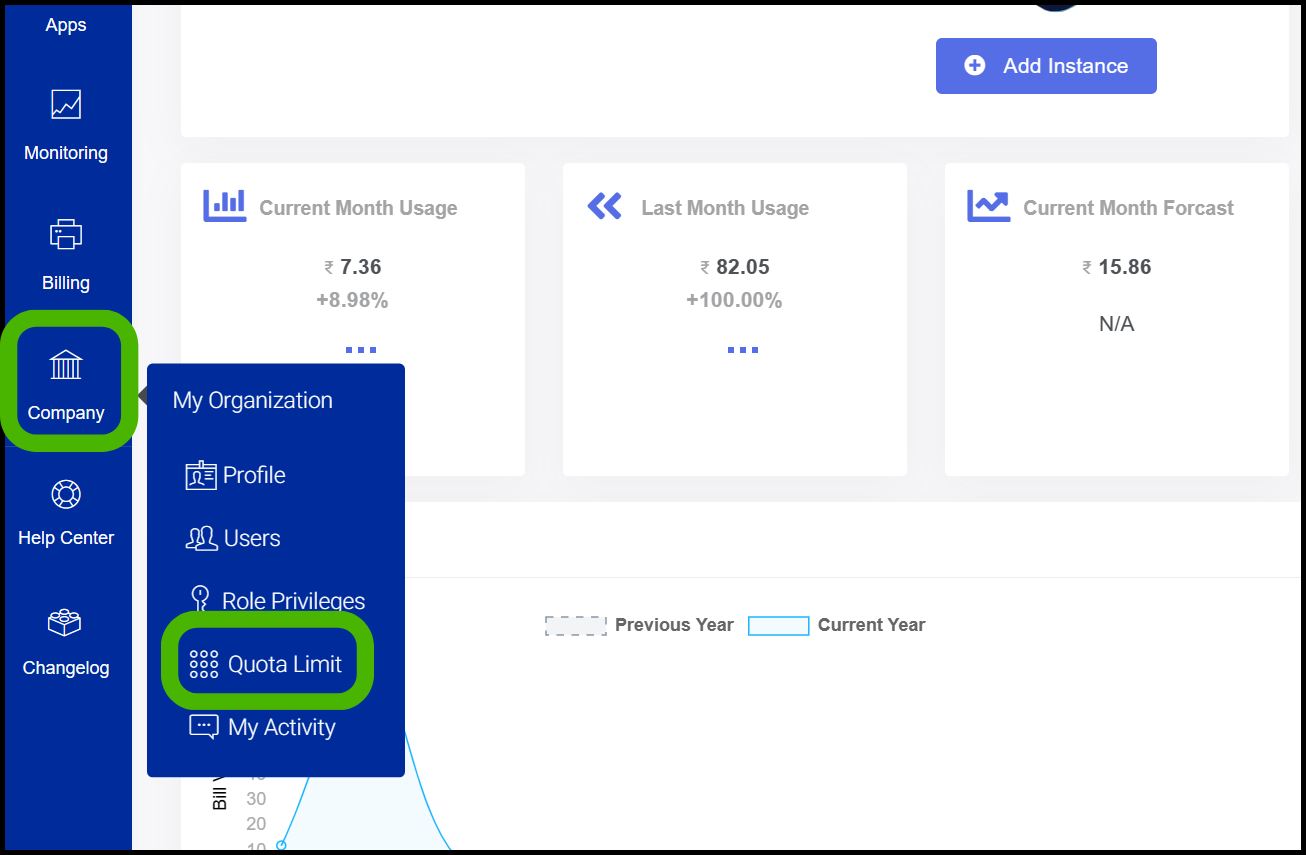 Apps
Monitoring
Billing
Company
Help Center
Changelog
Add Instance
Current Month Usage
₹ 7.36
+8.98%
Last Month Usage
₹ 82.05
+100.00%
Current Month Forcast
₹ 15.86
N/A
My Organization
Profile
Users
Role Privileges
Quota Limit
My Activity
Previous Year
Current Year
Bill
30
20
10